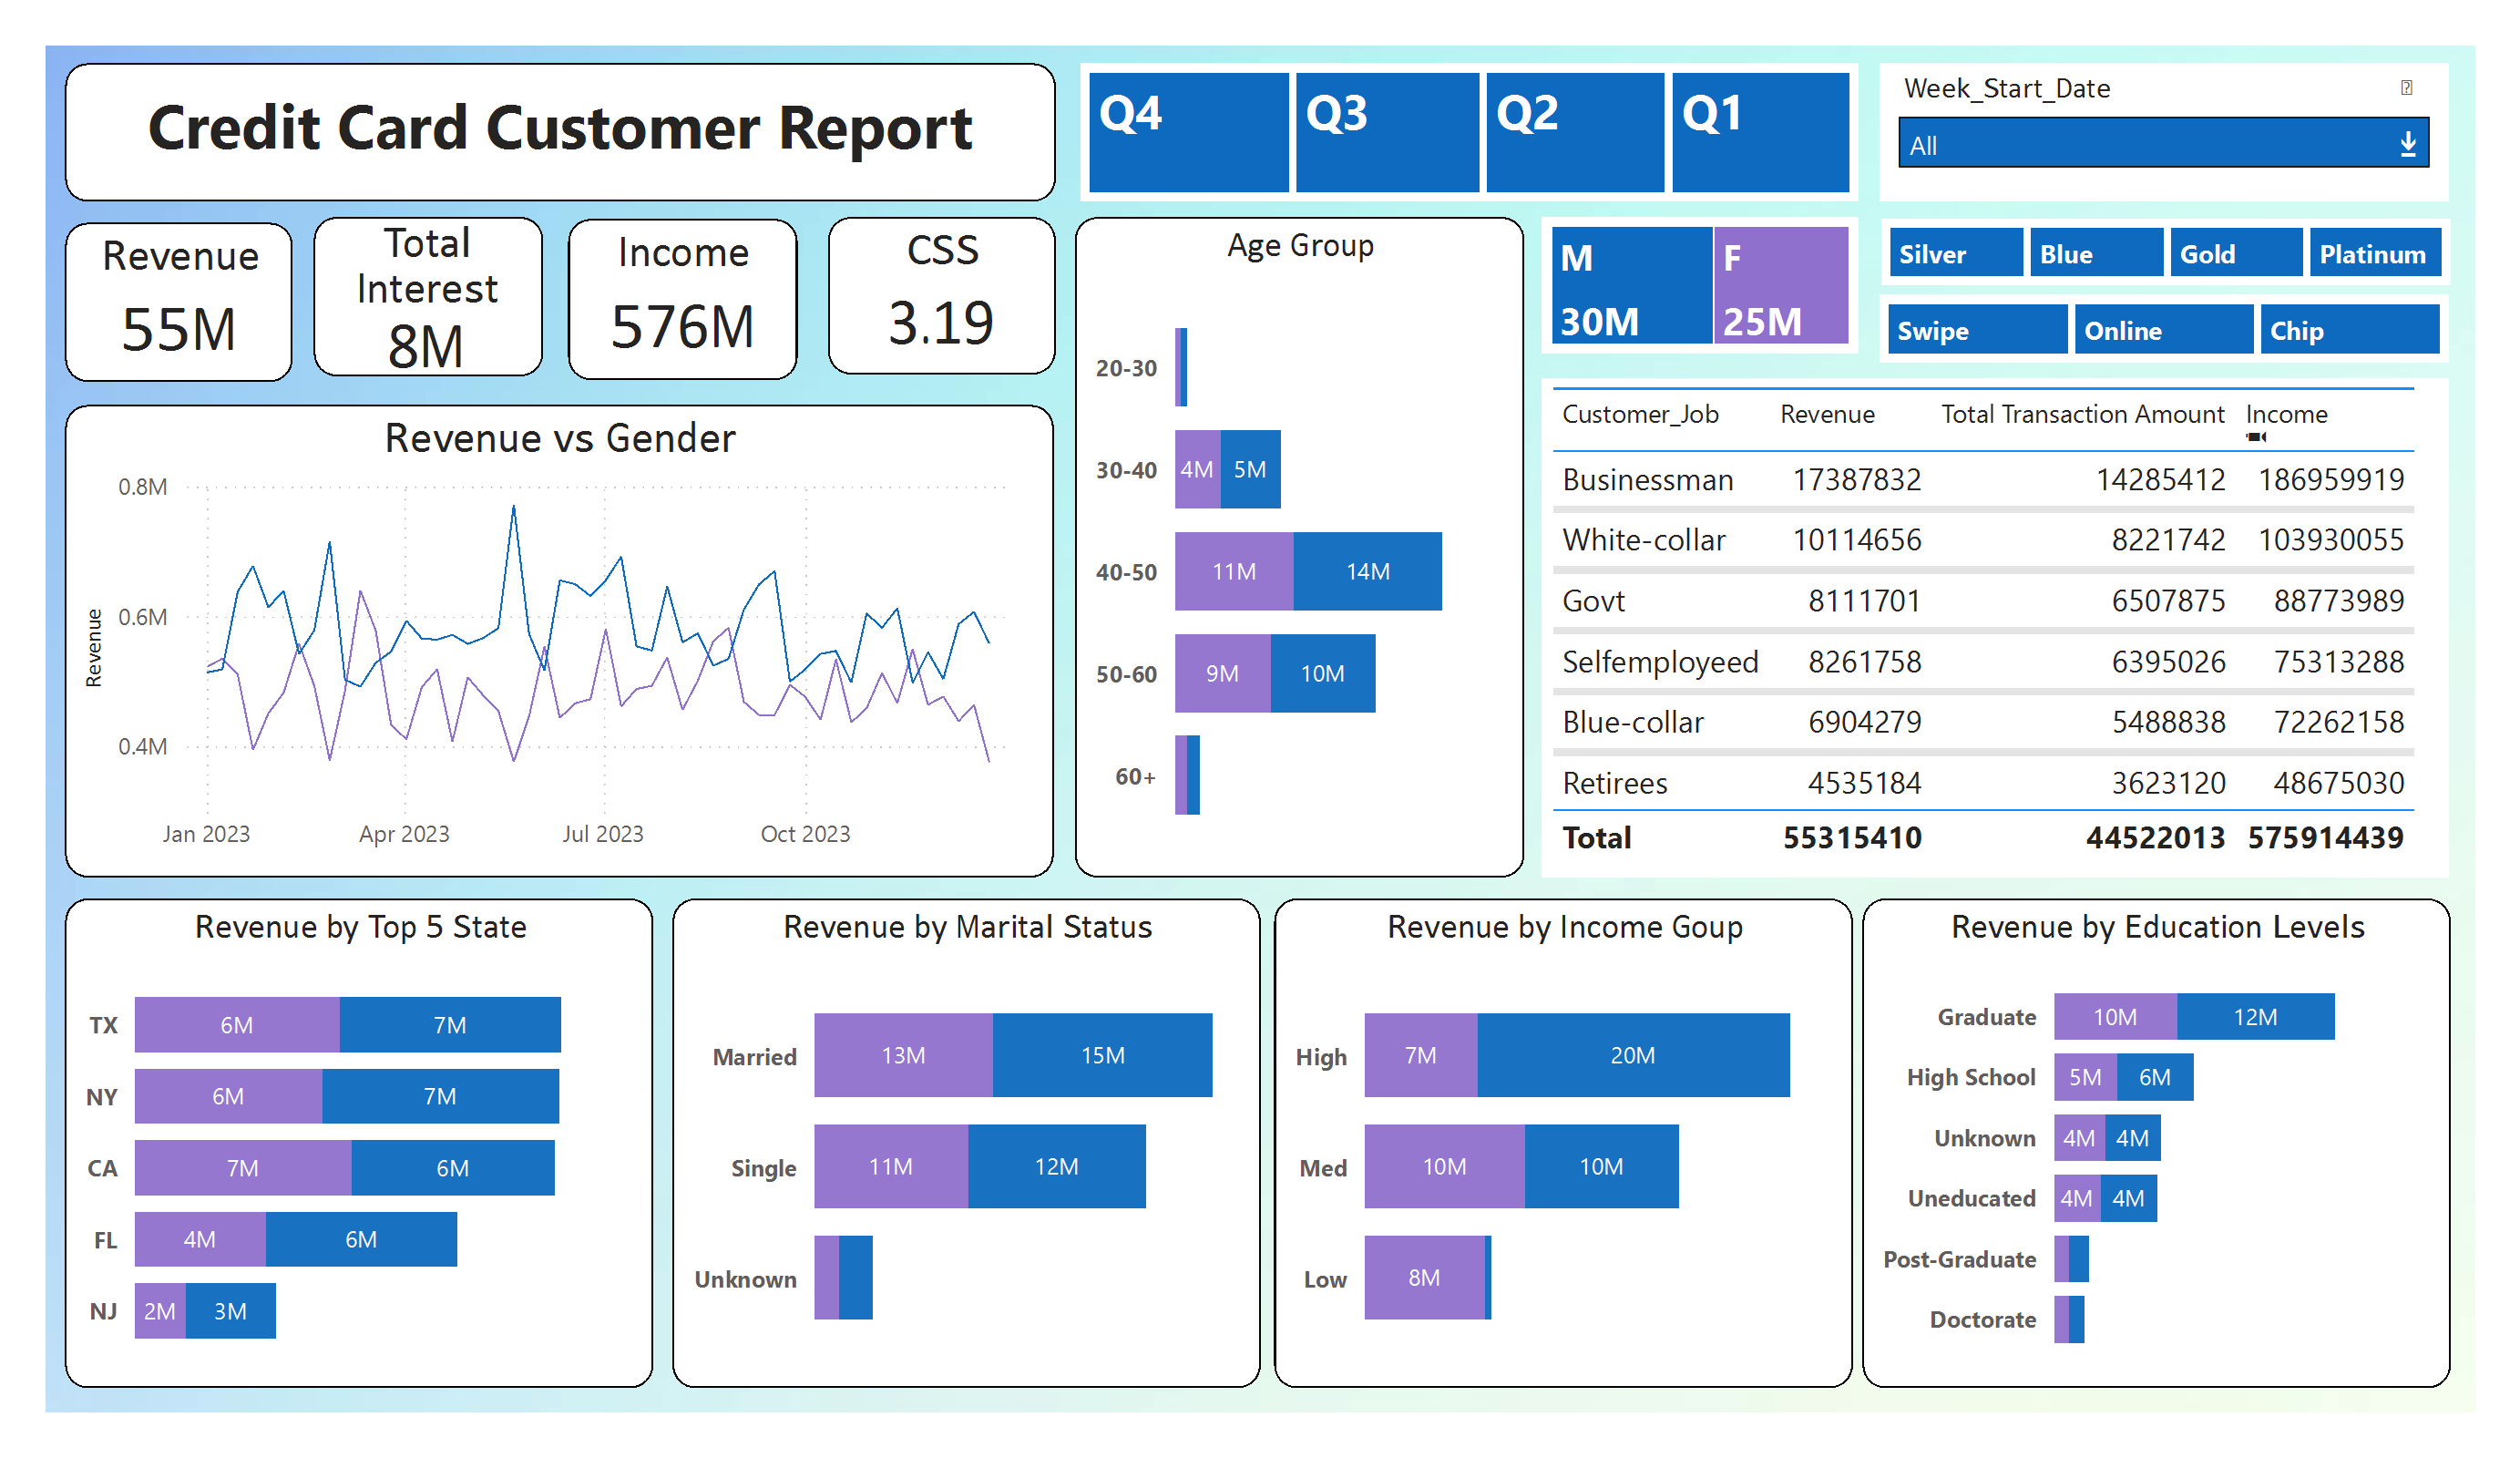 Credit Card Customer Report
Q4
Q3
Q2
Q1
Week_Start_Date
All
Revenue
55M
Total
Interest
8M
Income
576M
CSS
3.19
Age Group
20-30
30-40
4M
5M
40-50
11M
14M
50-60
9M
10M
60+
M
30M
F
25M
Silver
Blue
Gold
Platinum
Swipe
Online
Chip
Revenue vs Gender
Revenue
0.8M
0.6M
0.4M
Jan 2023
Apr 2023
Jul 2023
Oct 2023
Customer_Job Revenue Total Transaction Amount Income
Businessman 17387832 14285412 186959919
White-collar 10114656 8221742 103930055
Govt 8111701 6507875 88773989
Selfemployeed 8261758 6395026 75313288
Blue-collar 6904279 5488838 72262158
Retirees 4535184 3623120 48675030
Total 55315410 44522013 575914439
Revenue by Top 5 State
TX 6M 7M
NY 6M 7M
CA 7M 6M
FL 4M 6M
NJ 2M 3M
Revenue by Marital Status
Married 13M 15M
Single 11M 12M
Unknown
Revenue by Income Goup
High 7M 20M
Med 10M 10M
Low 8M
Revenue by Education Levels
Graduate 10M 12M
High School 5M 6M
Unknown 4M 4M
Uneducated 4M 4M
Post-Graduate
Doctorate